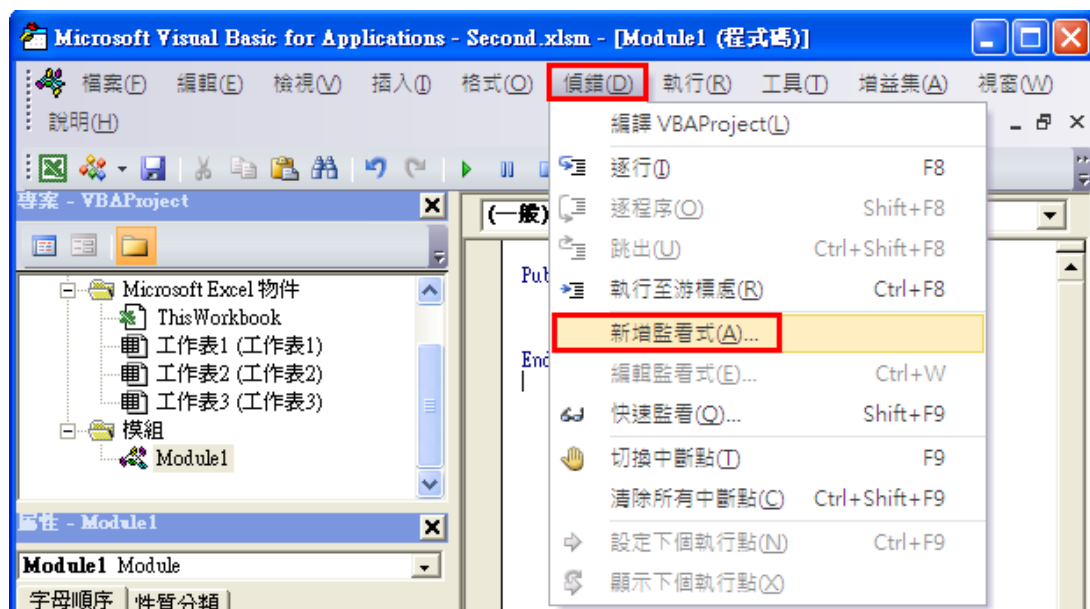 Microsoft Visual Basic for Applications - Second.xlsm - [Module1 (程式碼)]
檔案(F) 編輯(E) 檢視(V) 插入(I) 格式(O) 偵錯(D) 執行(R) 工具(T) 增益集(A) 視窗(W)
說明(H)
專案 - VBAProject
Microsoft Excel 物件
ThisWorkbook
工作表1 (工作表1)
工作表2 (工作表2)
工作表3 (工作表3)
模組
Module1
屬性 - Module1
Module1 Module
字母順序 性質分類
(一般)
Pub
End
編譯 VBAProject(L)
逐行(I) F8
逐程序(O) Shift+F8
跳出(U) Ctrl+Shift+F8
執行至游標處(R) Ctrl+F8
新增監看式(A)...
編輯監看式(E)... Ctrl+W
快速監看(Q)... Shift+F9
切換中斷點(T) F9
清除所有中斷點(C) Ctrl+Shift+F9
設定下個執行點(N) Ctrl+F9
顯示下個執行點(X)